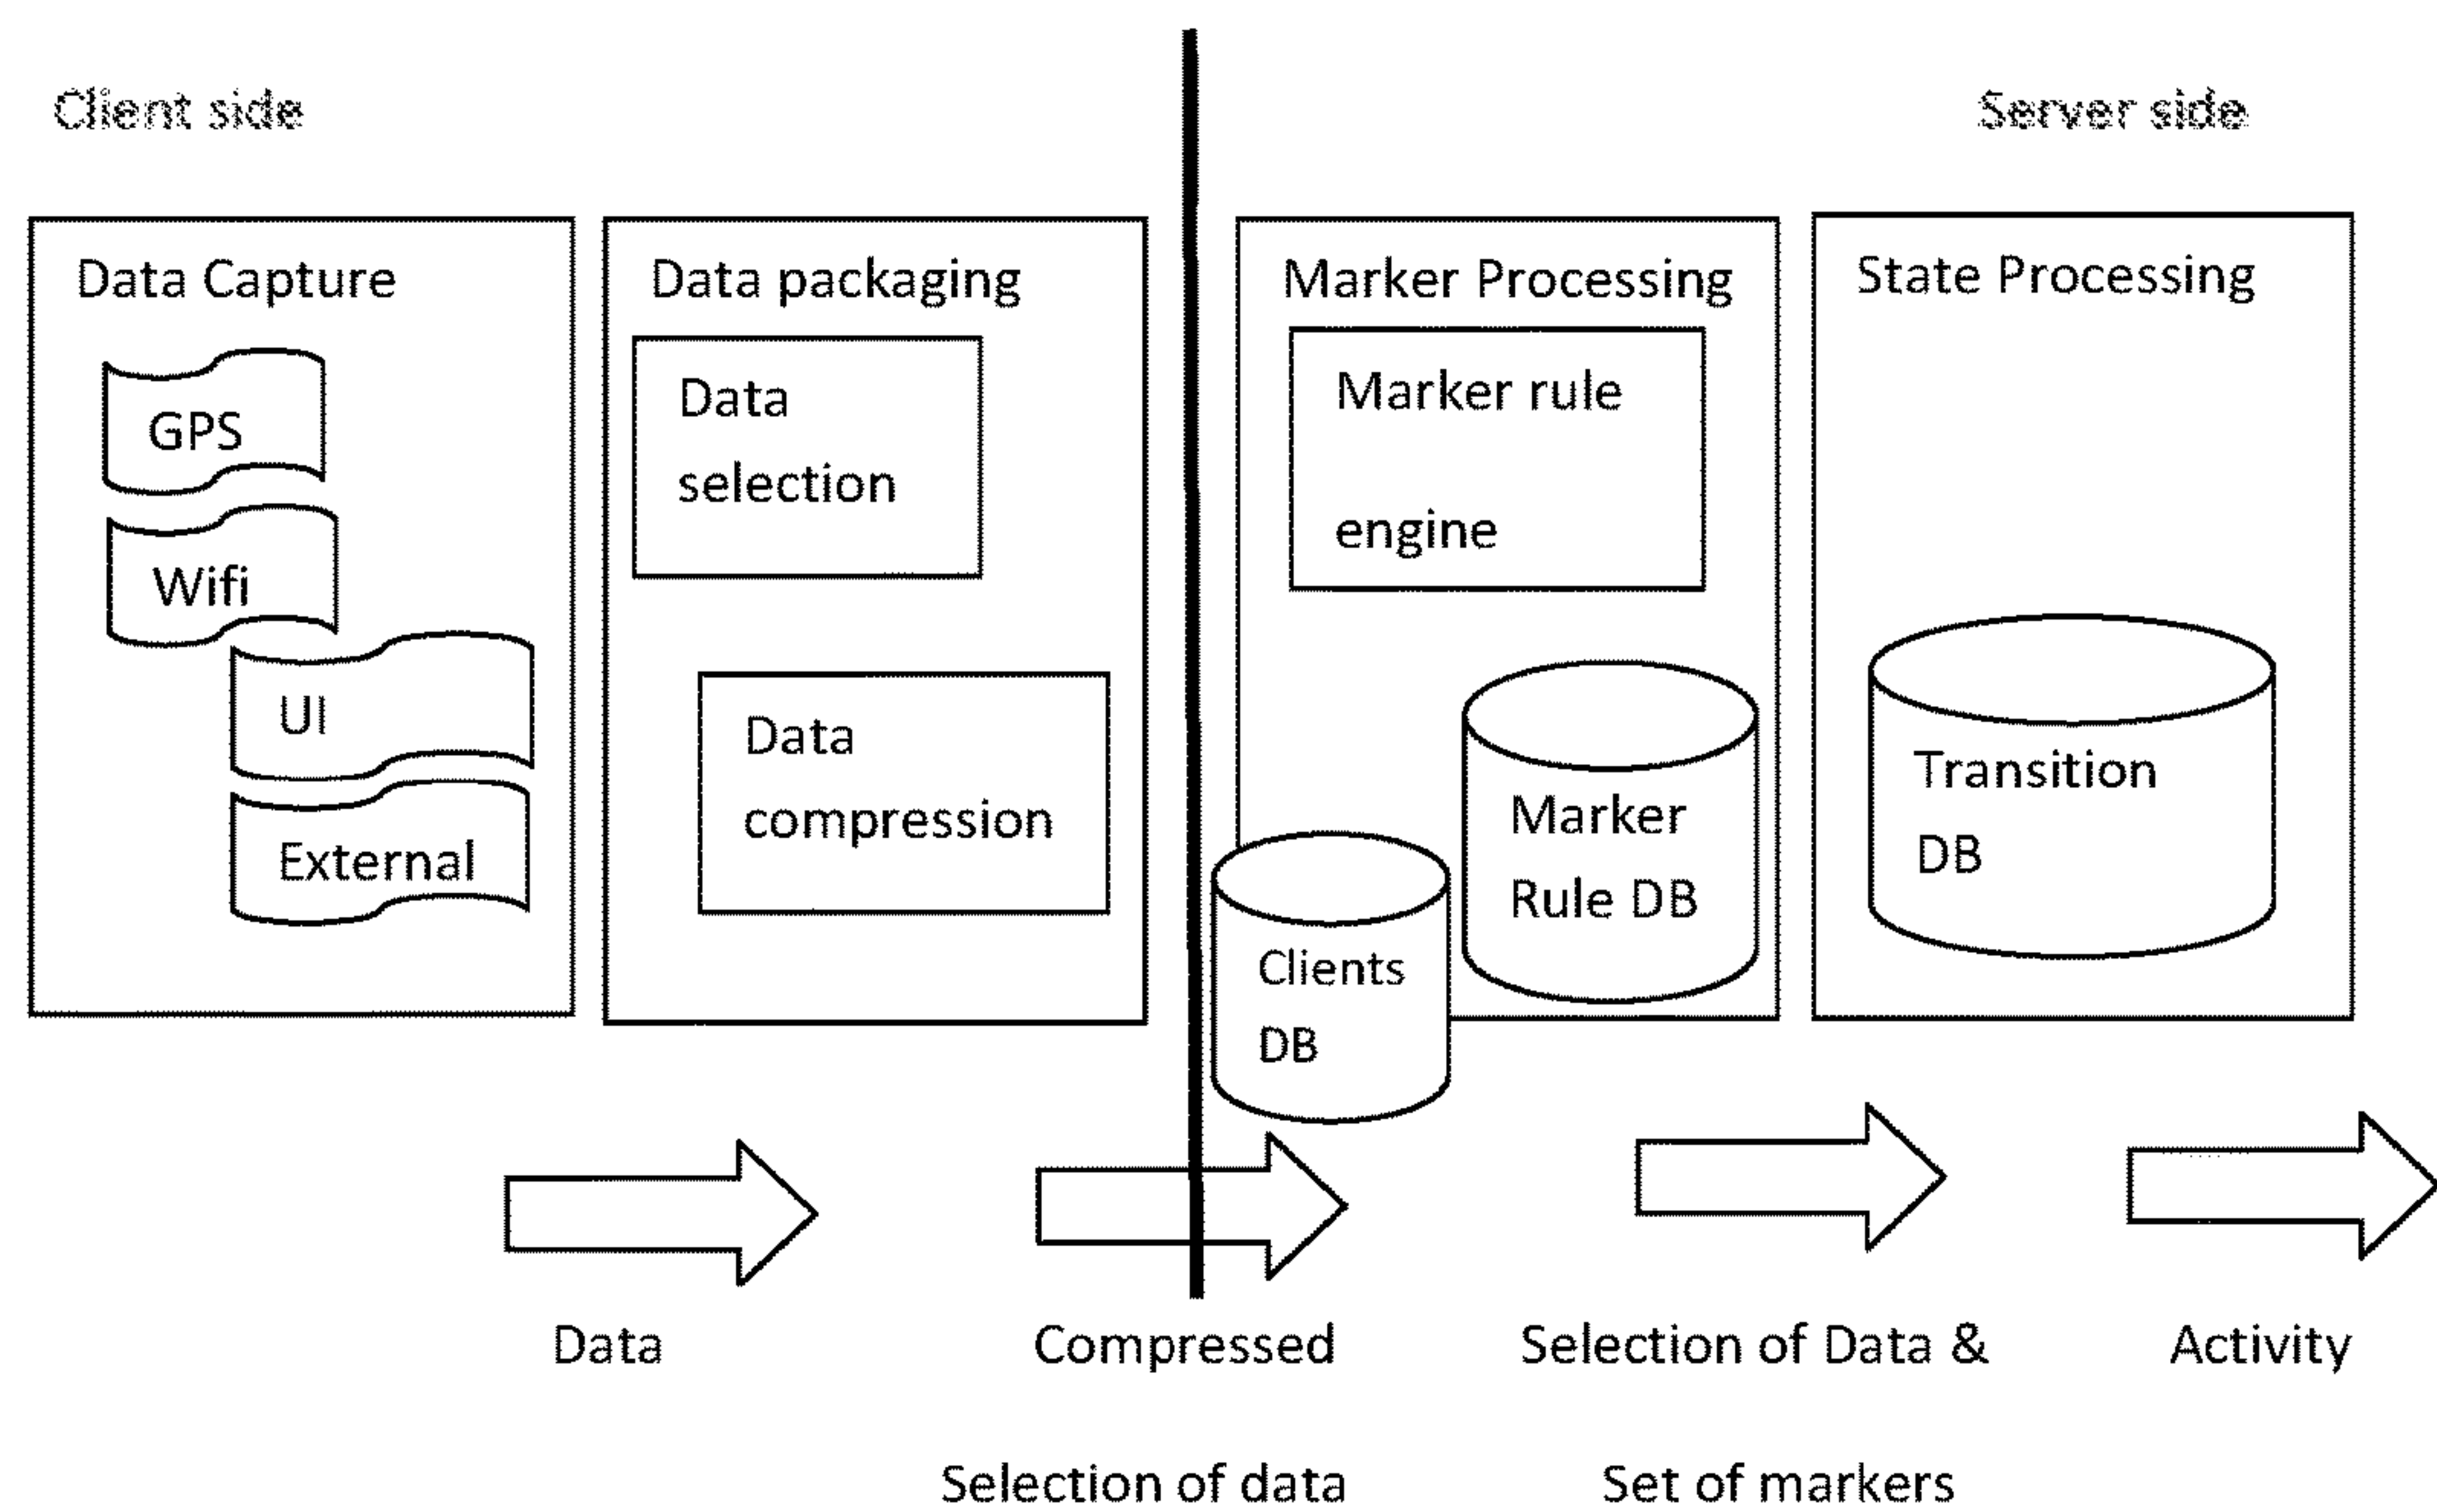 Client side
Server side
Data Capture
GPS
Wifi
UI
External
Data packaging
Data
selection
Data
compression
Marker Processing
Marker rule
engine
Marker
Rule DB
Clients
DB
State Processing
Transition
DB
Data
Compressed
Selection of data
Selection of Data &
Set of markers
Activity